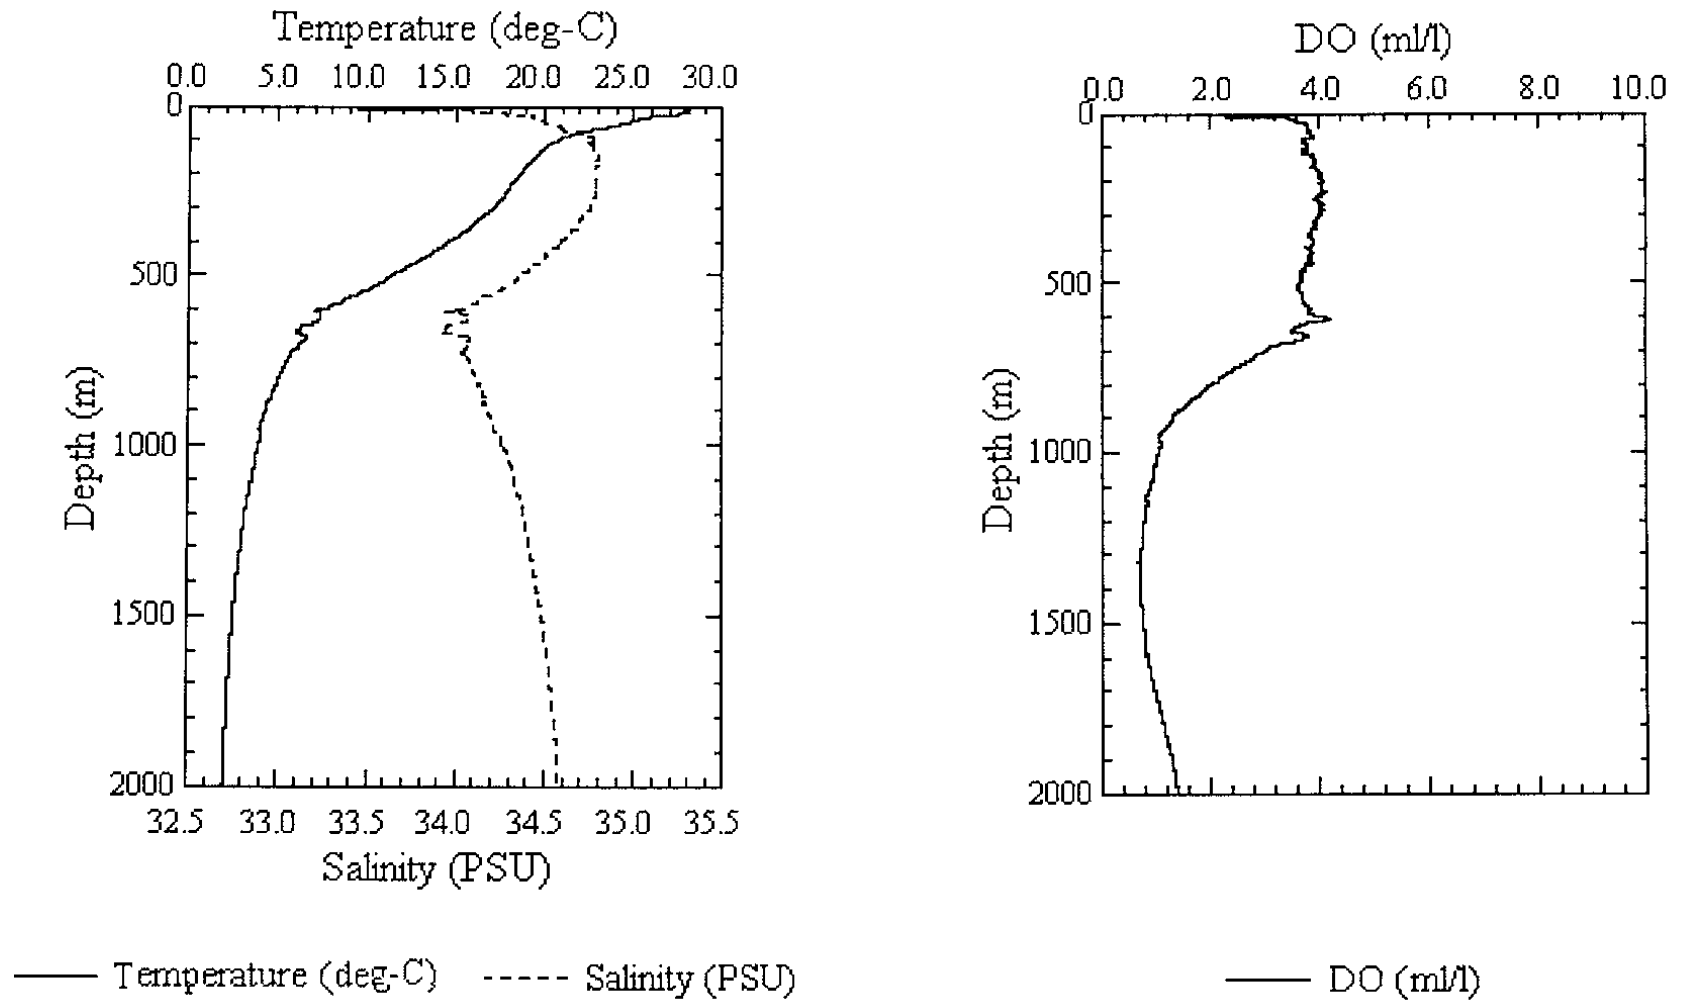 Temperature (deg-C)
0.0 5.0 10.0 15.0 20.0 25.0 30.0
0
500
1000
1500
2000
Depth (m)
32.5 33.0 33.5 34.0 34.5 35.0 35.5
Salinity (PSU)
Temperature (deg-C) Salinity (PSU)
DO (ml/l)
0.0 2.0 4.0 6.0 8.0 10.0
0
500
1000
1500
2000
Depth (m)
DO (ml/l)